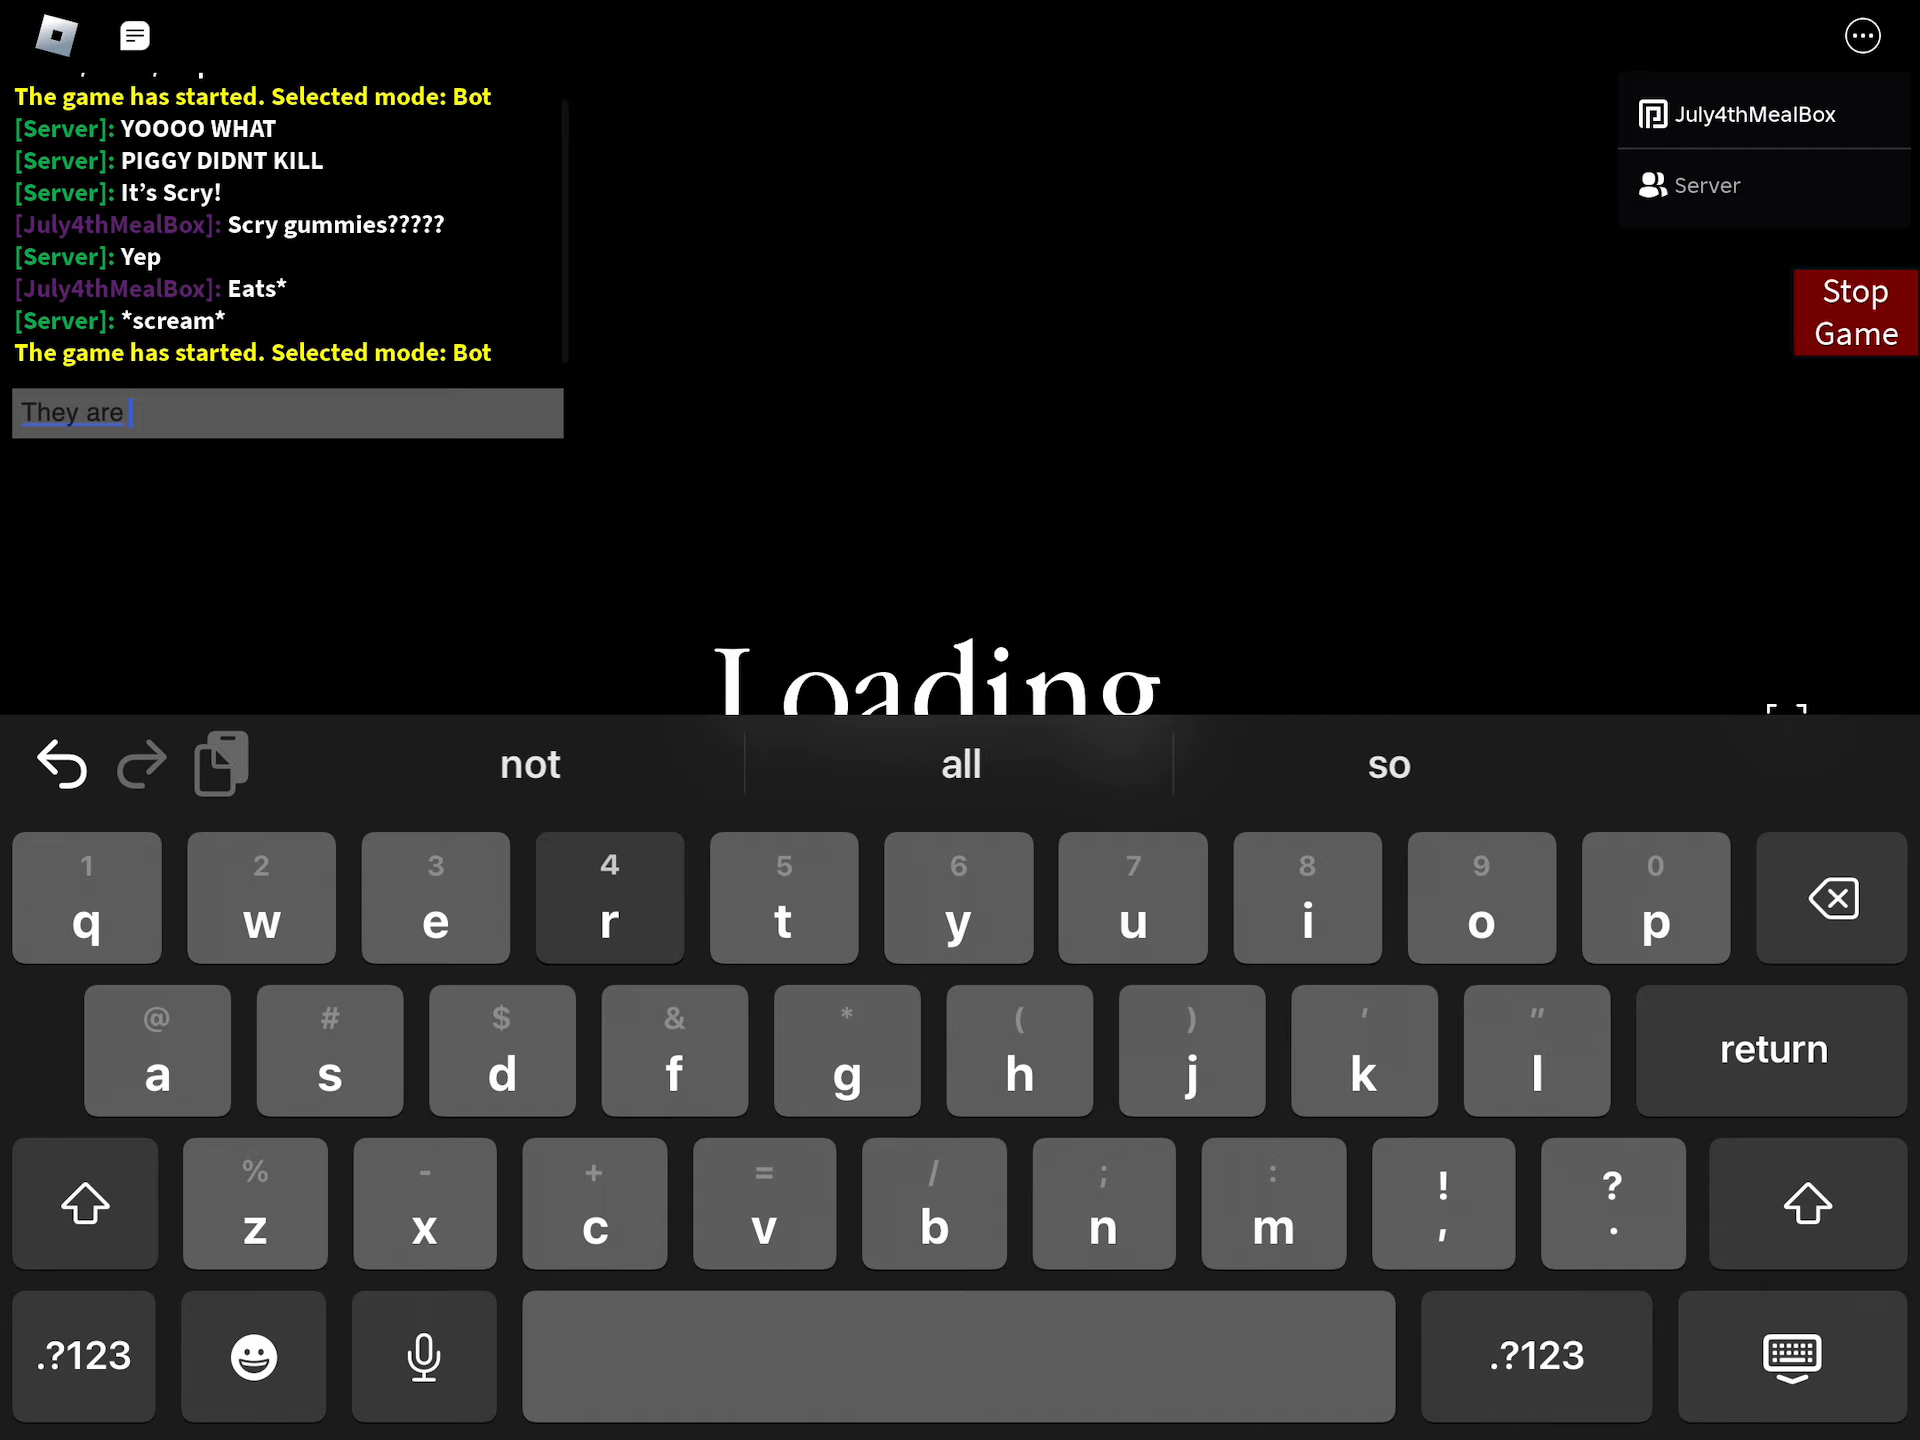 The game has started. Selected mode: Bot
[Server]: YOOOO WHAT
[Server]: PIGGY DIDNT KILL
[Server]: It’s Scry!
[July4thMealBox]: Scry gummies?????
[Server]: Yep
[July4thMealBox]: Eats*
[Server]: *scream*
The game has started. Selected mode: Bot
They are
July4thMealBox
Server
Stop
Game
Loading
not all so
1 2 3 4 5 6 7 8 9 0
q w e r t y u i o p
@ # $ & * ( ) ' "
a s d f g h j k l return
% - + = / ; : ! ?
z x c v b n m , .
.?123 .?123